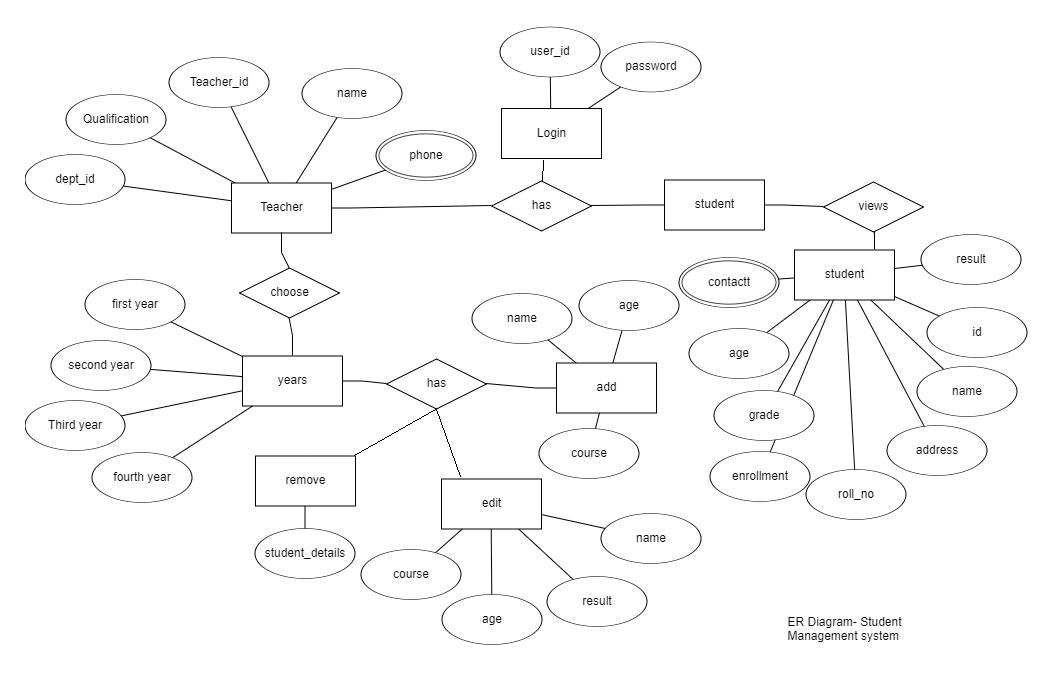 user_id
password
Teacher_id
name
Qualification
Login
phone
dept_id
Teacher
has
student
views
result
student
contactt
choose
first year
name
age
id
second year
age
years
has
add
name
Third year
grade
course
address
fourth year
remove
enrollment
roll_no
edit
student_details
name
course
result
age
ER Diagram- Student
Management system